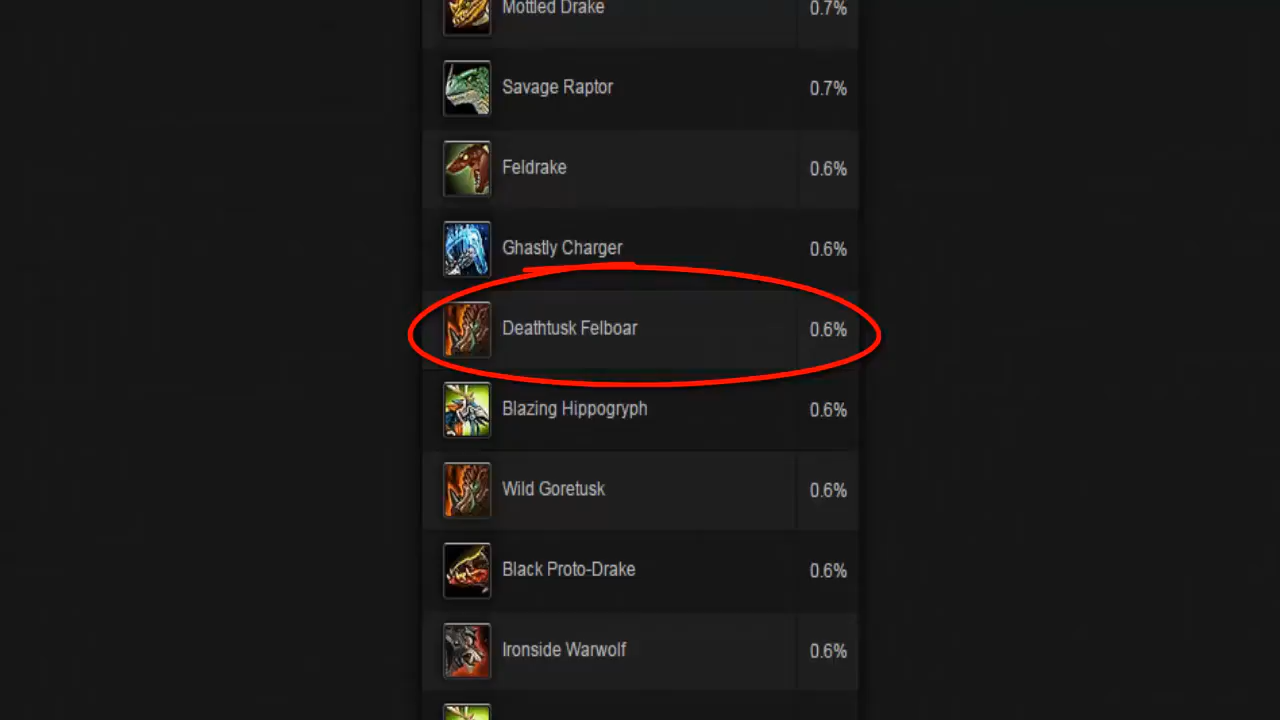 Mottled Drake 0.7%
Savage Raptor 0.7%
Feldrake 0.6%
Ghastly Charger 0.6%
Deathtusk Felboar 0.6%
Blazing Hippogryph 0.6%
Wild Goretusk 0.6%
Black Proto-Drake 0.6%
Ironside Warwolf 0.6%